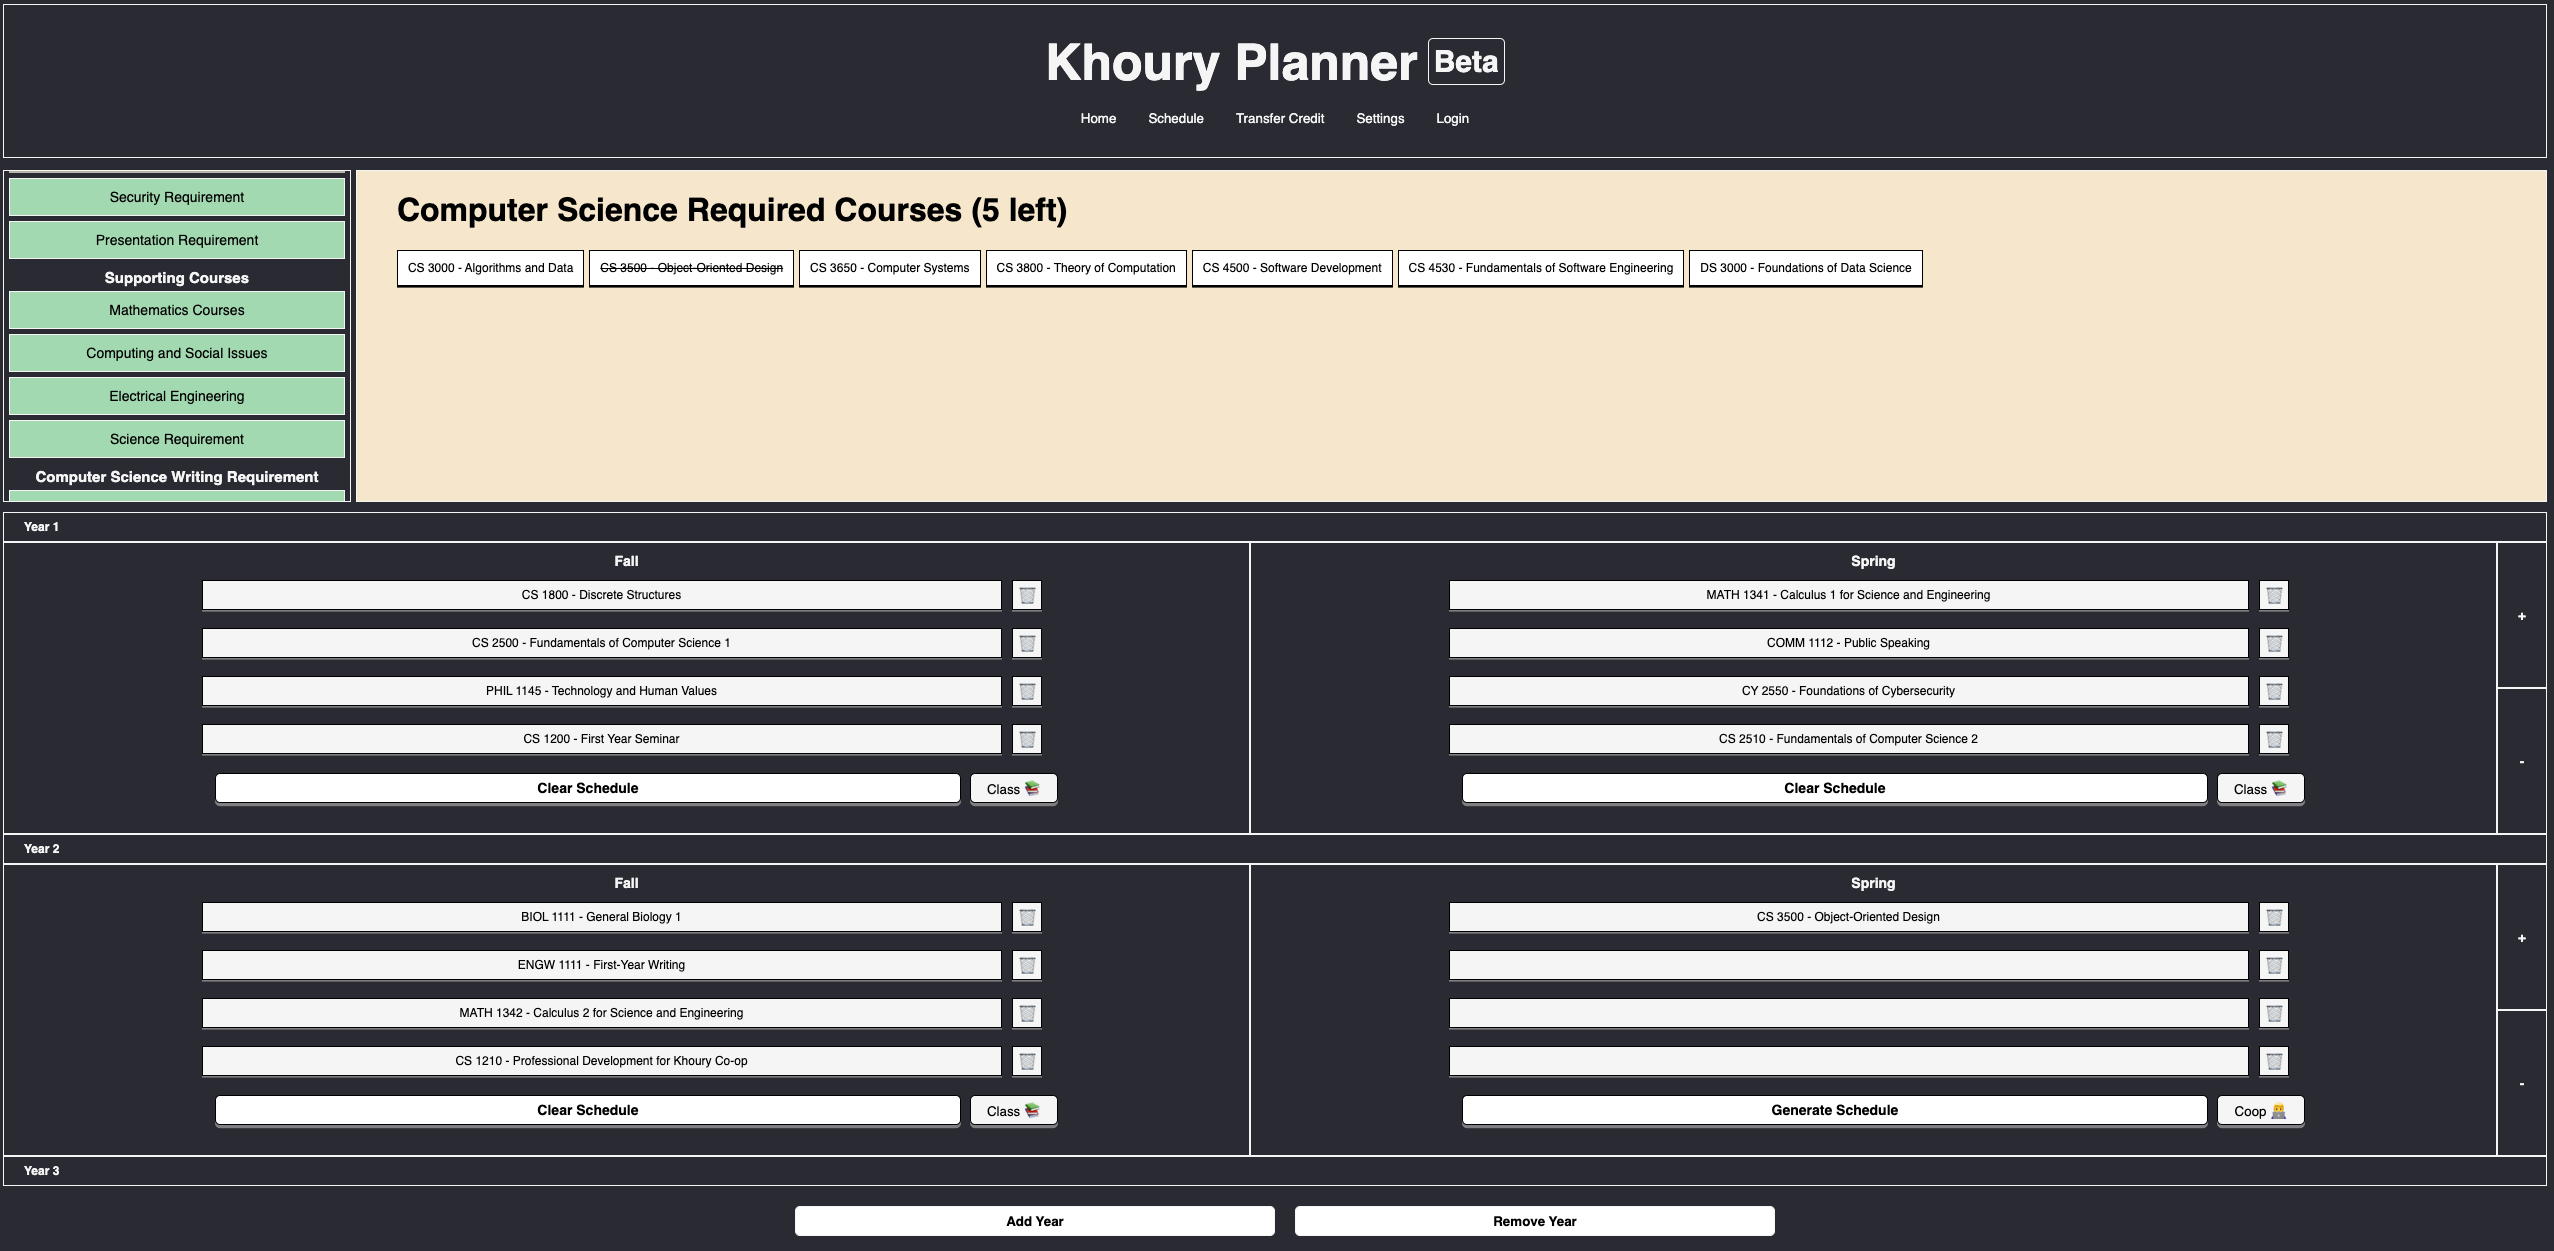 Khoury Planner Beta
Home Schedule Transfer Credit Settings Login
Security Requirement
Presentation Requirement
Supporting Courses
Mathematics Courses
Computing and Social Issues
Electrical Engineering
Science Requirement
Computer Science Writing Requirement
Computer Science Required Courses (5 left)
CS 3000 - Algorithms and Data
CS 3500 - Object-Oriented Design
CS 3650 - Computer Systems
CS 3800 - Theory of Computation
CS 4500 - Software Development
CS 4530 - Fundamentals of Software Engineering
DS 3000 - Foundations of Data Science
Year 1
Fall
CS 1800 - Discrete Structures
CS 2500 - Fundamentals of Computer Science 1
PHIL 1145 - Technology and Human Values
CS 1200 - First Year Seminar
Clear Schedule
Class
Spring
MATH 1341 - Calculus 1 for Science and Engineering
COMM 1112 - Public Speaking
CY 2550 - Foundations of Cybersecurity
CS 2510 - Fundamentals of Computer Science 2
Clear Schedule
Class
+
-
Year 2
Fall
BIOL 1111 - General Biology 1
ENGW 1111 - First-Year Writing
MATH 1342 - Calculus 2 for Science and Engineering
CS 1210 - Professional Development for Khoury Co-op
Clear Schedule
Class
Spring
CS 3500 - Object-Oriented Design
Generate Schedule
Coop
+
-
Year 3
Add Year
Remove Year